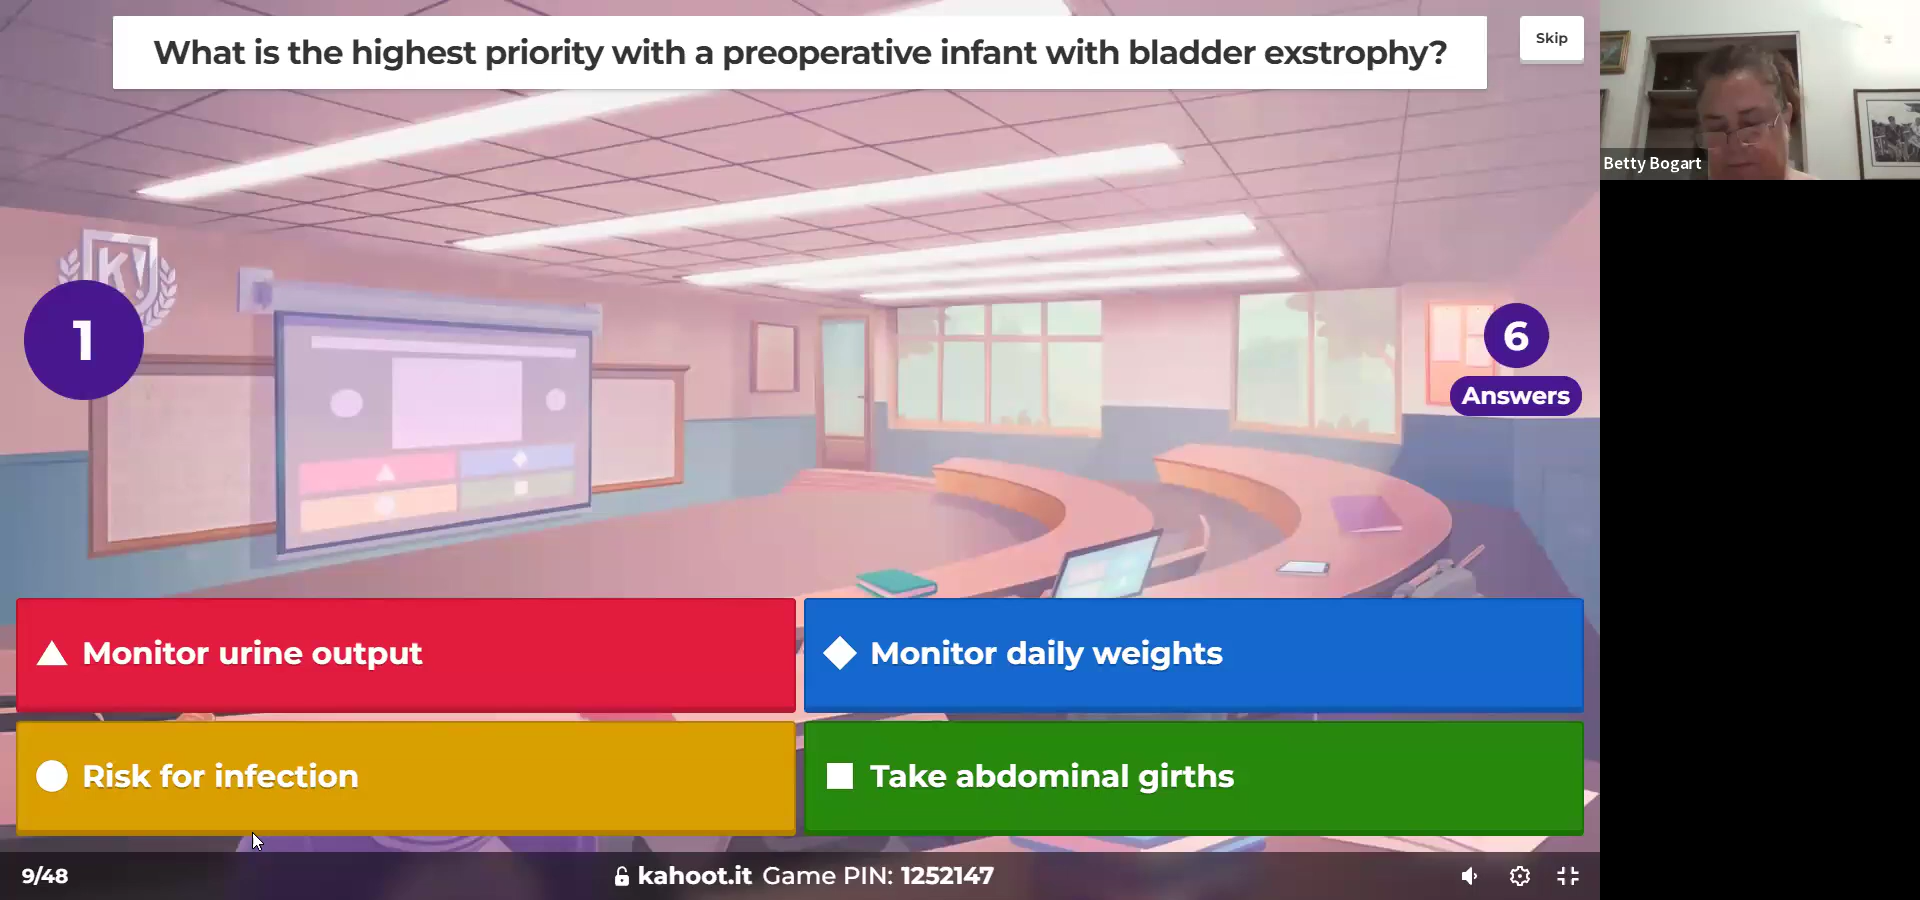 What is the highest priority with a preoperative infant with bladder exstrophy?
Skip
Betty Bogart
K!
1
6
Answers
Monitor urine output
Monitor daily weights
Risk for infection
Take abdominal girths
9/48
kahoot.it Game PIN: 1252147